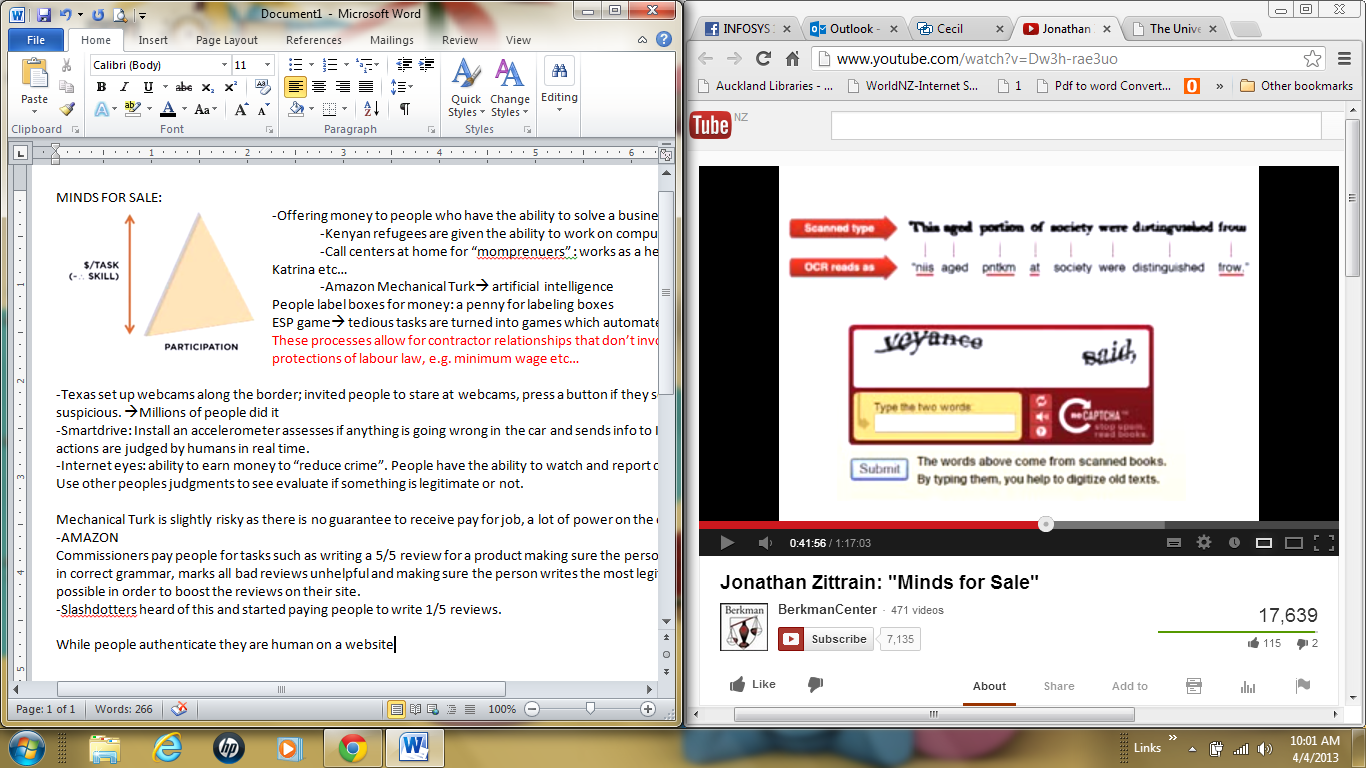 Document1 - Microsoft Word
File Home Insert Page Layout References Mailings Review View
Calibri (Body) 11
Paste
Quick Styles
Change Styles
Editing
Clipboard Font Paragraph Styles
1 2 3 4 5 6
MINDS FOR SALE:
$/TASK
(-∴ SKILL)
PARTICIPATION
-Offering money to people who have the ability to solve a busine
-Kenyan refugees are given the ability to work on compu
-Call centers at home for “momprenuers”: works as a he
Katrina etc…
-Amazon Mechanical Turk→ artificial intelligence
People label boxes for money: a penny for labeling boxes
ESP game→ tedious tasks are turned into games which automate
These processes allow for contractor relationships that don’t invo
protections of labour law, e.g. minimum wage etc…
-Texas set up webcams along the border; invited people to stare at webcams, press a button if they s
suspicious. →Millions of people did it
-Smartdrive: Install an accelerometer assesses if anything is going wrong in the car and sends info to
actions are judged by humans in real time.
-Internet eyes: ability to earn money to “reduce crime”. People have the ability to watch and report
Use other peoples judgments to see evaluate if something is legitimate or not.
Mechanical Turk is slightly risky as there is no guarantee to receive pay for job, a lot of power on the
-AMAZON
Commissioners pay people for tasks such as writing a 5/5 review for a product making sure the perso
in correct grammar, marks all bad reviews unhelpful and making sure the person writes the most legi
possible in order to boost the reviews on their site.
-Slashdotters heard of this and started paying people to write 1/5 reviews.
While people authenticate they are human on a website
Page: 1 of 1 Words: 266 100%
INFOSYS Outlook - Cecil Jonathan The Unive
www.youtube.com/watch?v=Dw3h-rae3uo
Auckland Libraries - ... WorldNZ-Internet S... 1 Pdf to word Convert... » Other bookmarks
Tube NZ
Scanned type "This aged portion of society were distinguished from
OCR reads as "niis aged pntkm at society were distinguished frow."
veyance said,
Type the two words:
reCAPTCHA™
stop spam.
read books.
Submit
The words above come from scanned books.
By typing them, you help to digitize old texts.
0:41:56 / 1:17:03
Jonathan Zittrain: "Minds for Sale"
Berkman
BerkmanCenter · 471 videos
Subscribe 7,135
17,639
115 2
Like About Share Add to
hp
Links »
10:01 AM
4/4/2013